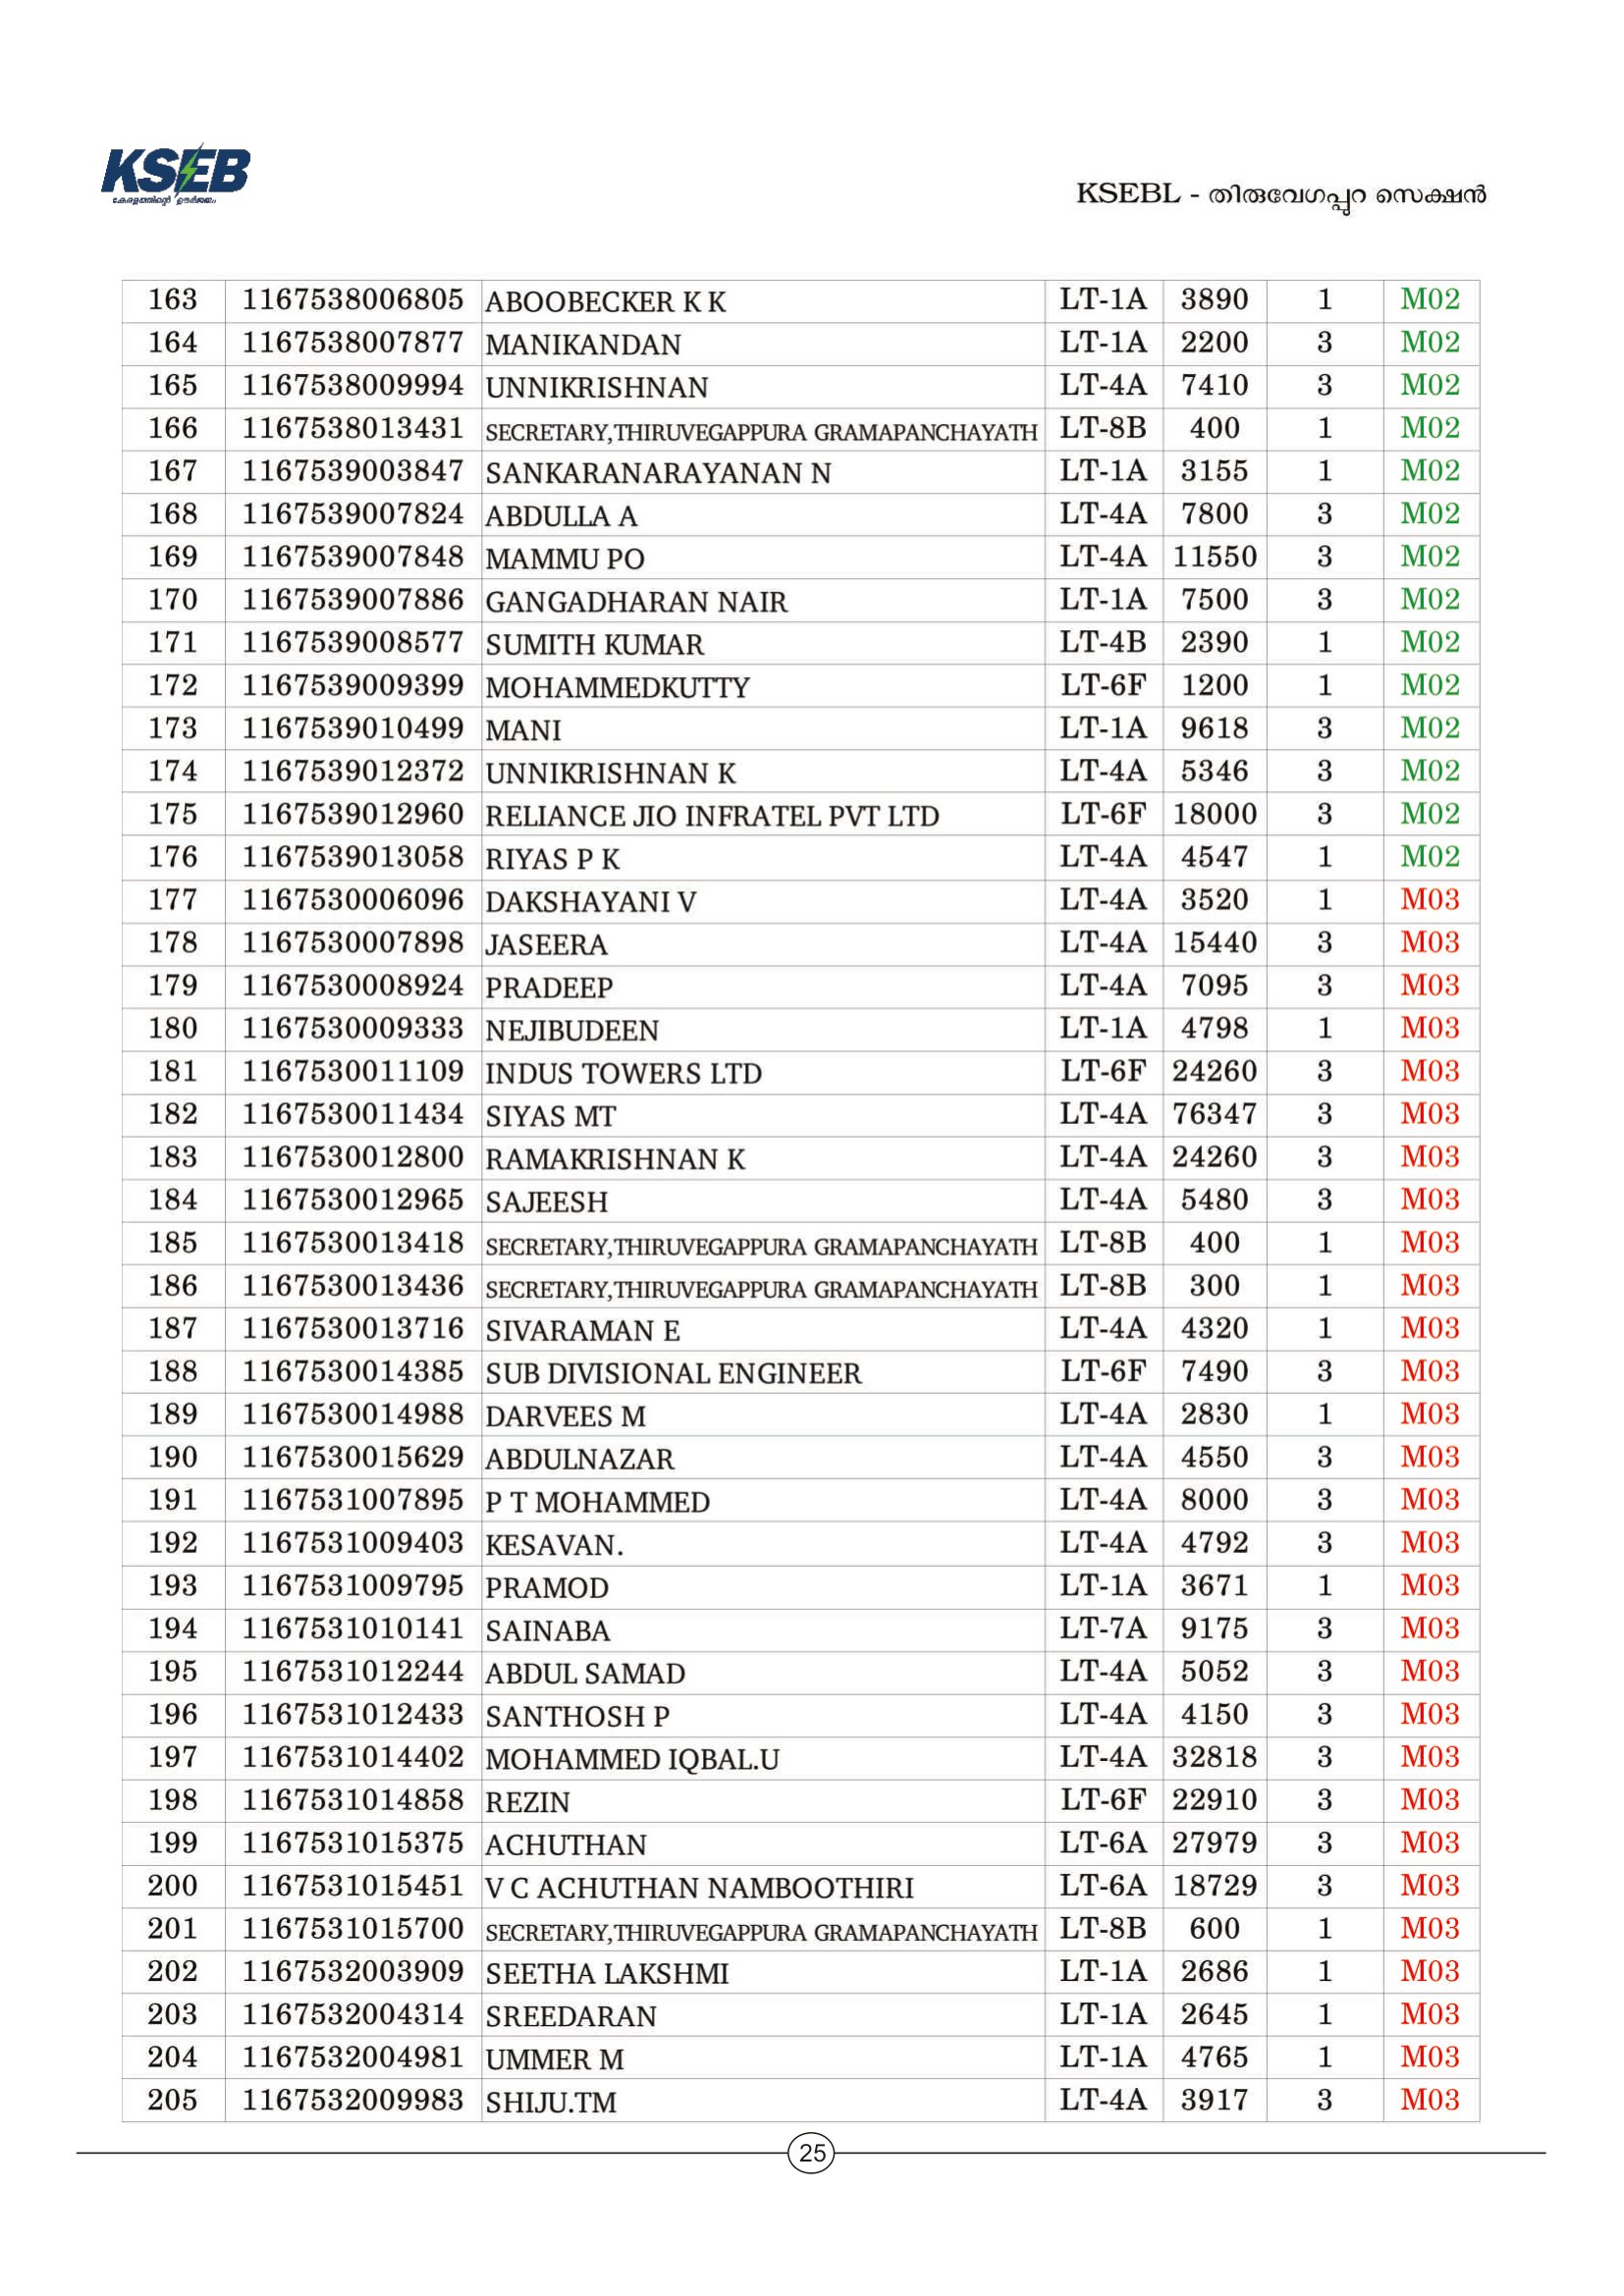 KSEB
കേരളത്തിന്റെ ഊർജ്ജം
KSEBL - തിരുവേഗപ്പുറ സെക്ഷൻ
163 1167538006805 ABOOBECKER K K LT-1A 3890 1 M02
164 1167538007877 MANIKANDAN LT-1A 2200 3 M02
165 1167538009994 UNNIKRISHNAN LT-4A 7410 3 M02
166 1167538013431 SECRETARY,THIRUVEGAPPURA GRAMAPANCHAYATH LT-8B 400 1 M02
167 1167539003847 SANKARANARAYANAN N LT-1A 3155 1 M02
168 1167539007824 ABDULLA A LT-4A 7800 3 M02
169 1167539007848 MAMMU PO LT-4A 11550 3 M02
170 1167539007886 GANGADHARAN NAIR LT-1A 7500 3 M02
171 1167539008577 SUMITH KUMAR LT-4B 2390 1 M02
172 1167539009399 MOHAMMEDKUTTY LT-6F 1200 1 M02
173 1167539010499 MANI LT-1A 9618 3 M02
174 1167539012372 UNNIKRISHNAN K LT-4A 5346 3 M02
175 1167539012960 RELIANCE JIO INFRATEL PVT LTD LT-6F 18000 3 M02
176 1167539013058 RIYAS P K LT-4A 4547 1 M02
177 1167530006096 DAKSHAYANI V LT-4A 3520 1 M03
178 1167530007898 JASEERA LT-4A 15440 3 M03
179 1167530008924 PRADEEP LT-4A 7095 3 M03
180 1167530009333 NEJIBUDEEN LT-1A 4798 1 M03
181 1167530011109 INDUS TOWERS LTD LT-6F 24260 3 M03
182 1167530011434 SIYAS MT LT-4A 76347 3 M03
183 1167530012800 RAMAKRISHNAN K LT-4A 24260 3 M03
184 1167530012965 SAJEESH LT-4A 5480 3 M03
185 1167530013418 SECRETARY,THIRUVEGAPPURA GRAMAPANCHAYATH LT-8B 400 1 M03
186 1167530013436 SECRETARY,THIRUVEGAPPURA GRAMAPANCHAYATH LT-8B 300 1 M03
187 1167530013716 SIVARAMAN E LT-4A 4320 1 M03
188 1167530014385 SUB DIVISIONAL ENGINEER LT-6F 7490 3 M03
189 1167530014988 DARVEES M LT-4A 2830 1 M03
190 1167530015629 ABDULNAZAR LT-4A 4550 3 M03
191 1167531007895 P T MOHAMMED LT-4A 8000 3 M03
192 1167531009403 KESAVAN. LT-4A 4792 3 M03
193 1167531009795 PRAMOD LT-1A 3671 1 M03
194 1167531010141 SAINABA LT-7A 9175 3 M03
195 1167531012244 ABDUL SAMAD LT-4A 5052 3 M03
196 1167531012433 SANTHOSH P LT-4A 4150 3 M03
197 1167531014402 MOHAMMED IQBAL.U LT-4A 32818 3 M03
198 1167531014858 REZIN LT-6F 22910 3 M03
199 1167531015375 ACHUTHAN LT-6A 27979 3 M03
200 1167531015451 V C ACHUTHAN NAMBOOTHIRI LT-6A 18729 3 M03
201 1167531015700 SECRETARY,THIRUVEGAPPURA GRAMAPANCHAYATH LT-8B 600 1 M03
202 1167532003909 SEETHA LAKSHMI LT-1A 2686 1 M03
203 1167532004314 SREEDARAN LT-1A 2645 1 M03
204 1167532004981 UMMER M LT-1A 4765 1 M03
205 1167532009983 SHIJU.TM LT-4A 3917 3 M03
25